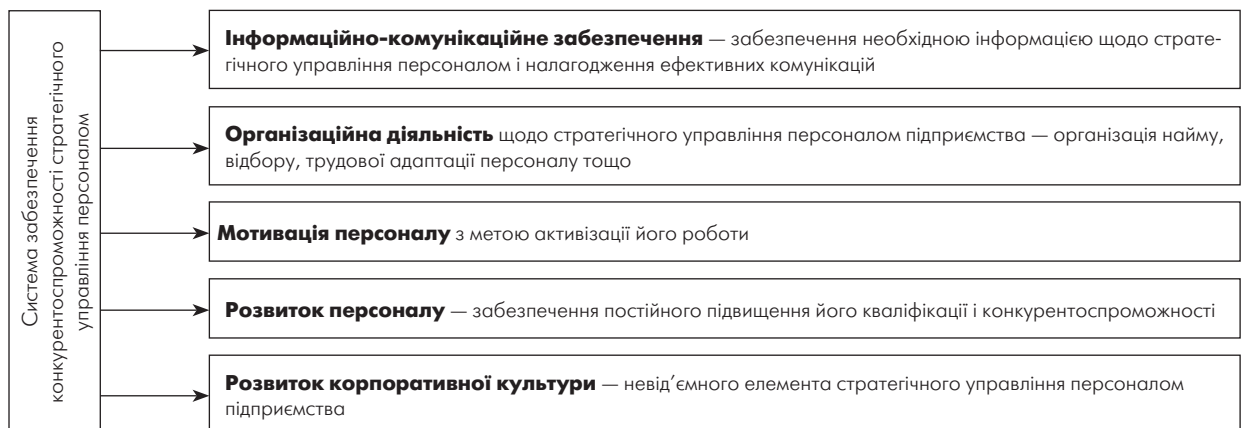 Система забезпечення
конкурентоспроможності стратегічного
управління персоналом
Інформаційно-комунікаційне забезпечення — забезпечення необхідною інформацією щодо страте-
гічного управління персоналом і налагодження ефективних комунікацій
Організаційна діяльність щодо стратегічного управління персоналом підприємства — організація найму,
відбору, трудової адаптації персоналу тощо
Мотивація персоналу з метою активізації його роботи
Розвиток персоналу — забезпечення постійного підвищення його кваліфікації і конкурентоспроможності
Розвиток корпоративної культури — невід’ємного елемента стратегічного управління персоналом
підприємства